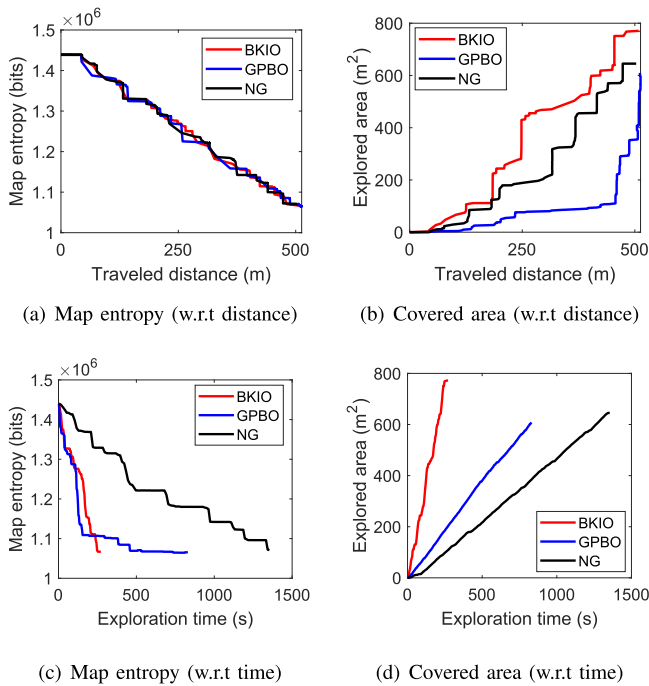 ×10^6
1.5
1.4
1.3
1.2
1.1
1
Map entropy (bits)
BKIO
GPBO
NG
0 250 500
Traveled distance (m)
(a) Map entropy (w.r.t distance)
800
600
400
200
0
Explored area (m^2)
BKIO
GPBO
NG
0 250 500
Traveled distance (m)
(b) Covered area (w.r.t distance)
×10^6
1.5
1.4
1.3
1.2
1.1
1
Map entropy (bits)
BKIO
GPBO
NG
0 500 1000 1500
Exploration time (s)
(c) Map entropy (w.r.t time)
800
600
400
200
0
Explored area (m^2)
BKIO
GPBO
NG
0 500 1000 1500
Exploration time (s)
(d) Covered area (w.r.t time)